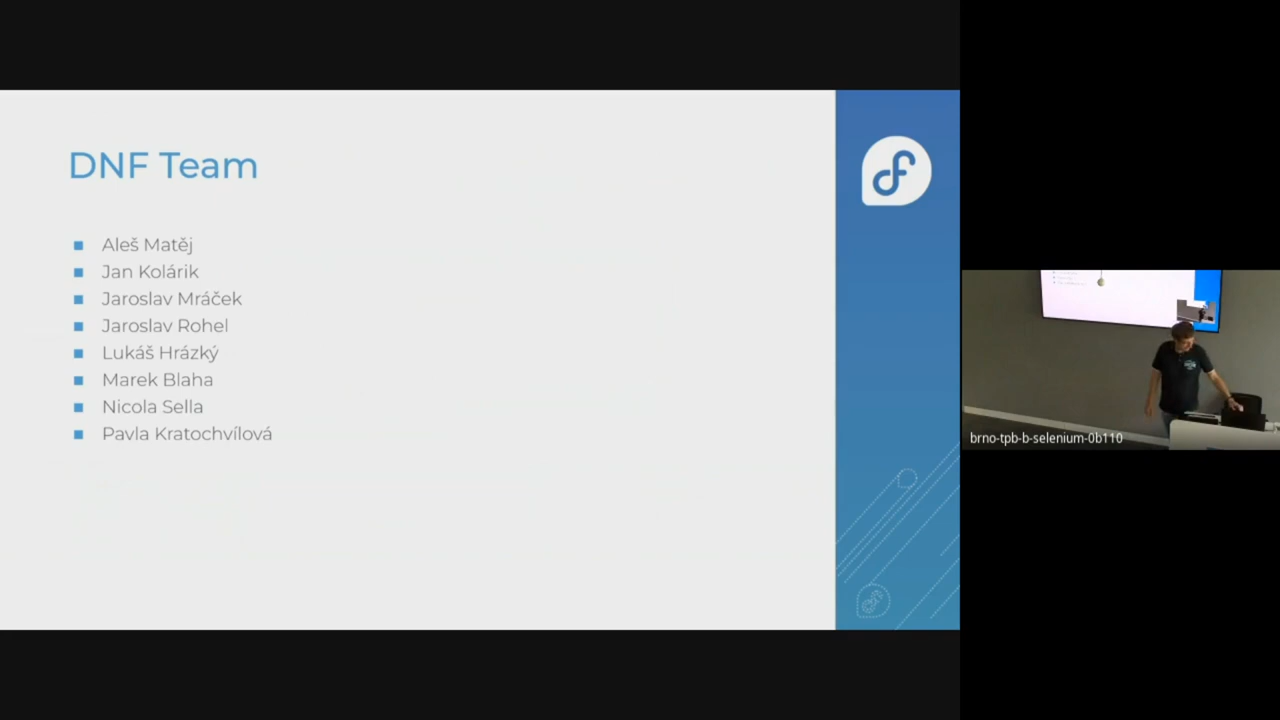 DNF Team
Aleš Matěj
Jan Kolárik
Jaroslav Mráček
Jaroslav Rohel
Lukáš Hrázký
Marek Blaha
Nicola Sella
Pavla Kratochvílová
brno-tpb-b-selenium-0b110